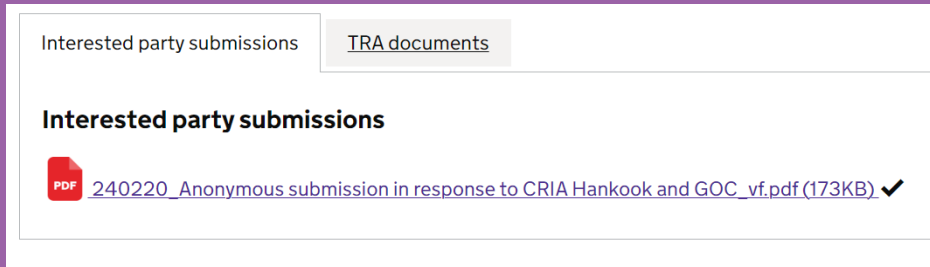 Interested party submissions TRA documents
Interested party submissions
PDF 240220_Anonymous submission in response to CRIA Hankook and GOC_vf.pdf (173KB)